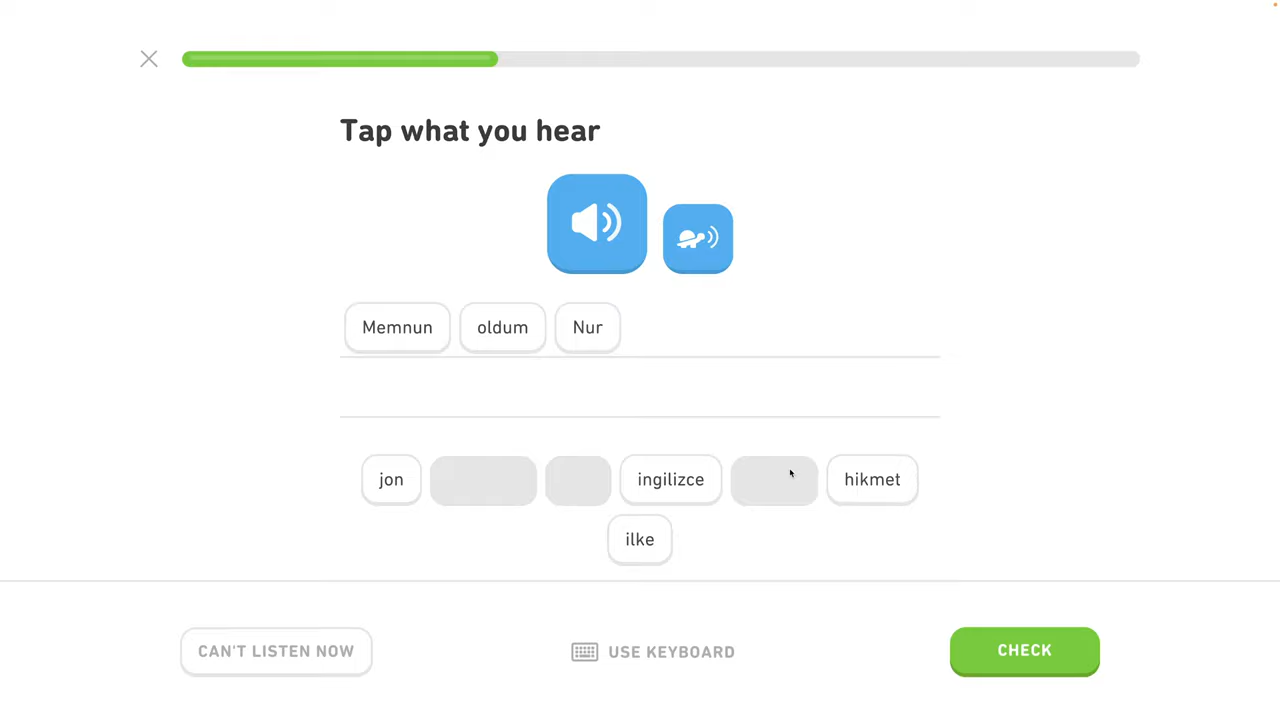 Tap what you hear
Memnun oldum Nur
jon ingilizce hikmet
ilke
CAN'T LISTEN NOW USE KEYBOARD CHECK